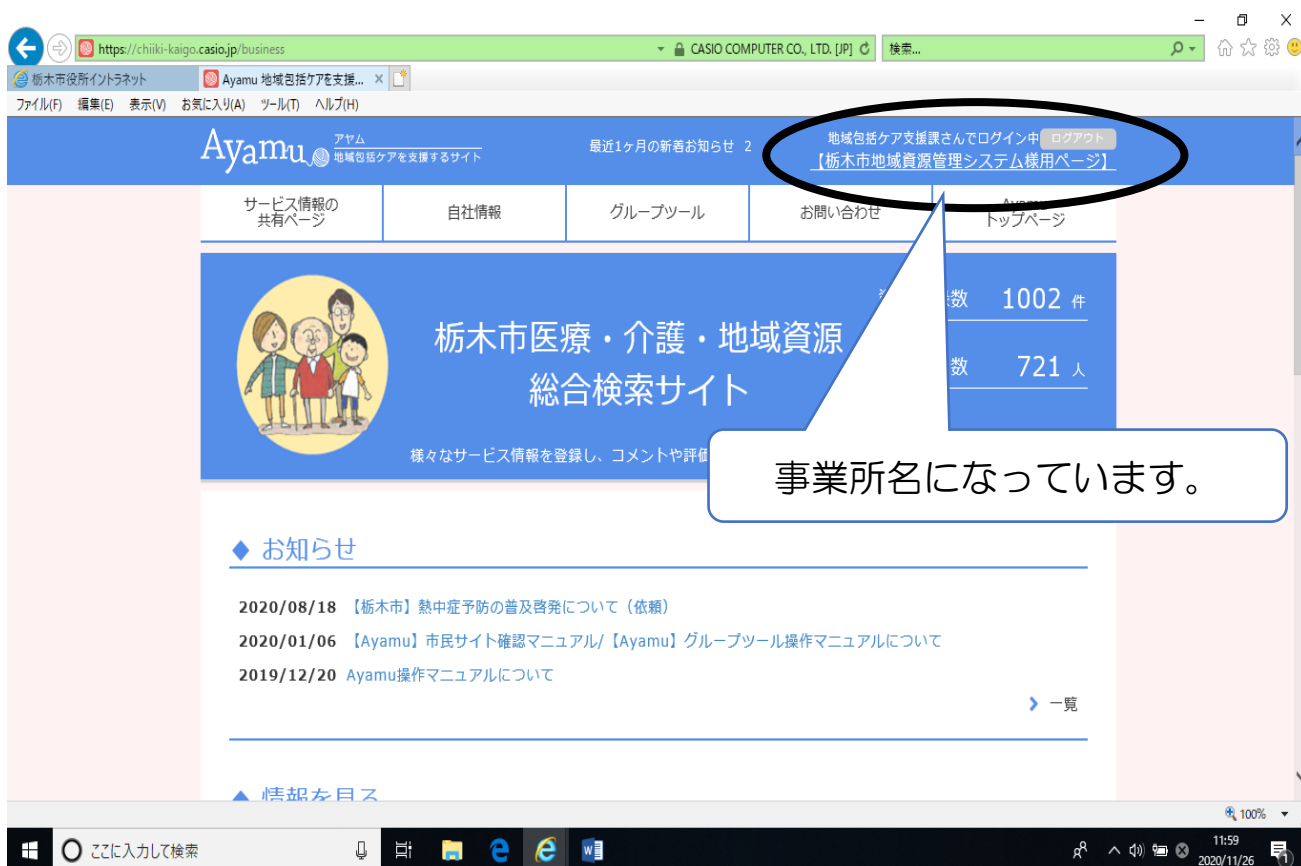 https://chiiki-kaigo.casio.jp/business
CASIO COMPUTER CO., LTD. [JP]
検索...
栃木市役所イントラネット
Ayamu 地域包括ケアを支援...
ファイル(F) 編集(E) 表示(V) お気に入り(A) ツール(T) ヘルプ(H)
Ayamu
アヤム
地域包括ケアを支援するサイト
最近1ヶ月の新着お知らせ 2
地域包括ケア支援課さんでログイン中 ログアウト
【栃木市地域資源管理システム様用ページ】
サービス情報の
共有ページ
自社情報
グループツール
お問い合わせ
トップページ
数 1002 件
数 721 人
栃木市医療・介護・地域資源
総合検索サイト
様々なサービス情報を登録し、コメントや評価
事業所名になっています。
◆ お知らせ
2020/08/18 【栃木市】熱中症予防の普及啓発について（依頼）
2020/01/06 【Ayamu】市民サイト確認マニュアル/【Ayamu】グループツール操作マニュアルについて
2019/12/20 Ayamu操作マニュアルについて
一覧
情報を見る
100%
ここに入力して検索
11:59
2020/11/26